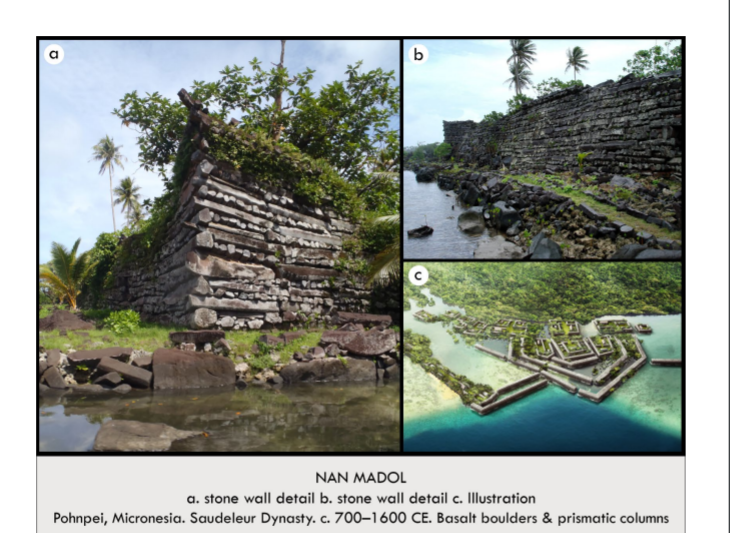 a
b
c
NAN MADOL
a. stone wall detail b. stone wall detail c. Illustration
Pohnpei, Micronesia. Saudeleur Dynasty. c. 700–1600 CE. Basalt boulders & prismatic columns